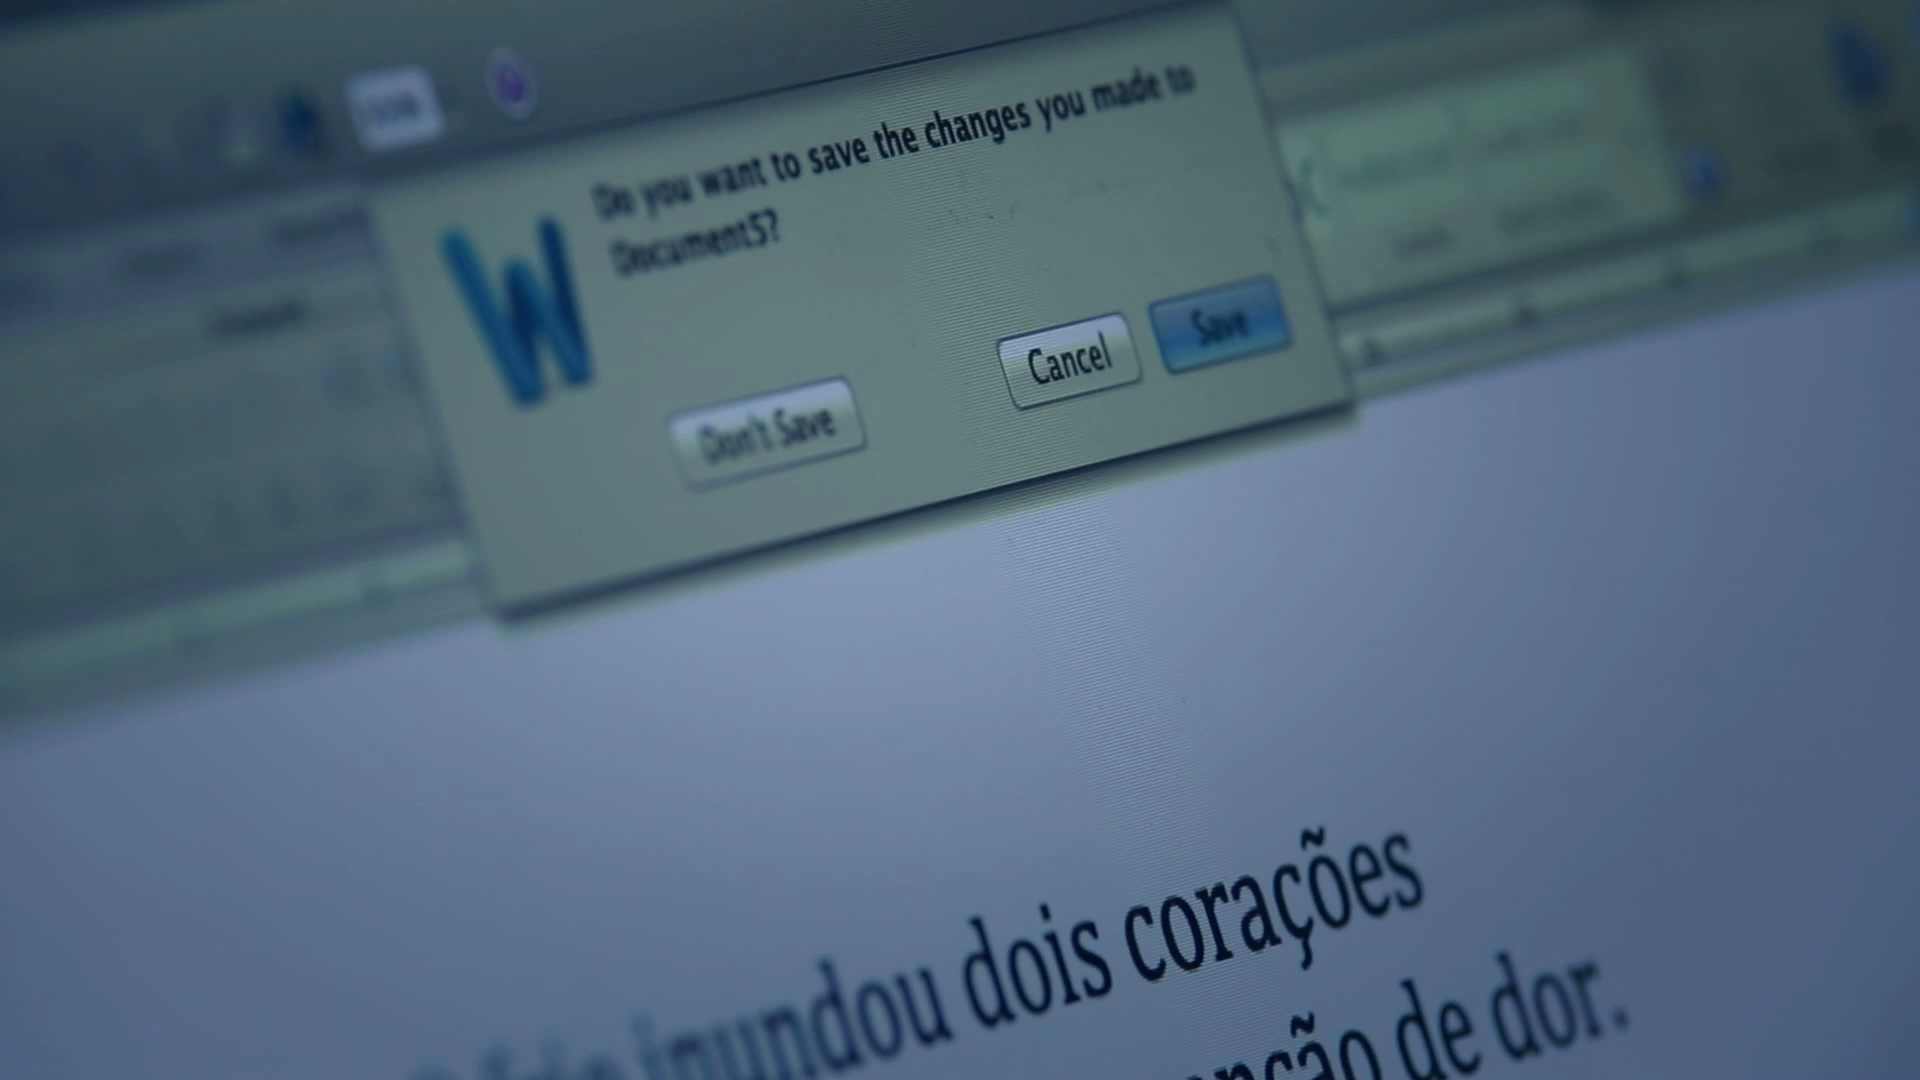 Do you want to save the changes you made to
Document5?
Don't Save
Cancel
Save
inundou dois corações
de dor.